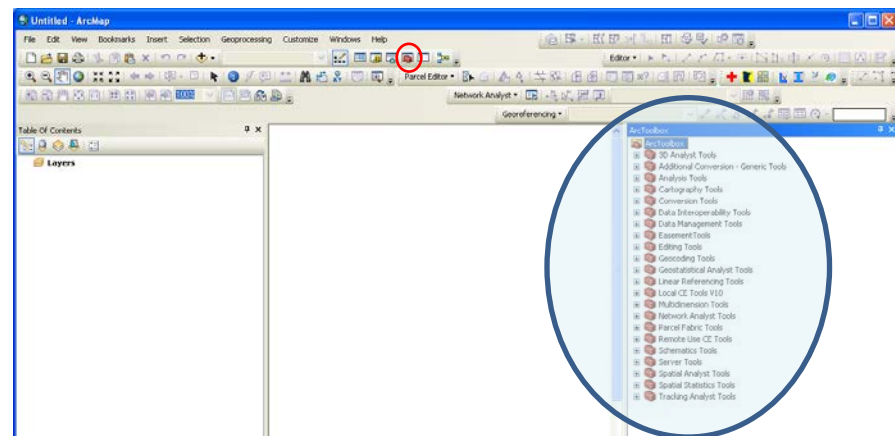 Untitled - ArcMap
File Edit View Bookmarks Insert Selection Geoprocessing Customize Windows Help
Editor
Parcel Editor
100%
Network Analyst
Georeferencing
Table Of Contents
Layers
ArcToolbox
ArcToolbox
3D Analyst Tools
Additional Conversion - Generic Tools
Analysis Tools
Cartography Tools
Conversion Tools
Data Interoperability Tools
Data Management Tools
EasementTools
Editing Tools
Geocoding Tools
Geostatistical Analyst Tools
Linear Referencing Tools
Local CE Tools V10
Multidimension Tools
Network Analyst Tools
Parcel Fabric Tools
Remote Use CE Tools
Schematics Tools
Server Tools
Spatial Analyst Tools
Spatial Statistics Tools
Tracking Analyst Tools